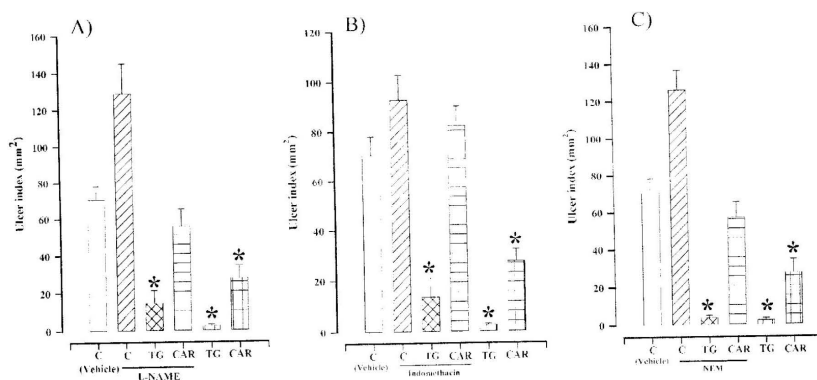 A)
Ulcer index (mm²)
160
140
120
100
80
60
40
20
0
* * *
C C TG CAR TG CAR
(Vehicle) L-NAME
B)
Ulcer index (mm²)
120
100
80
60
40
20
0
* * *
C C TG CAR TG CAR
(Vehicle) Indomethacin
C)
Ulcer index (mm²)
160
140
120
100
80
60
40
20
0
* * *
C C TG CAR TG CAR
(Vehicle) NEM